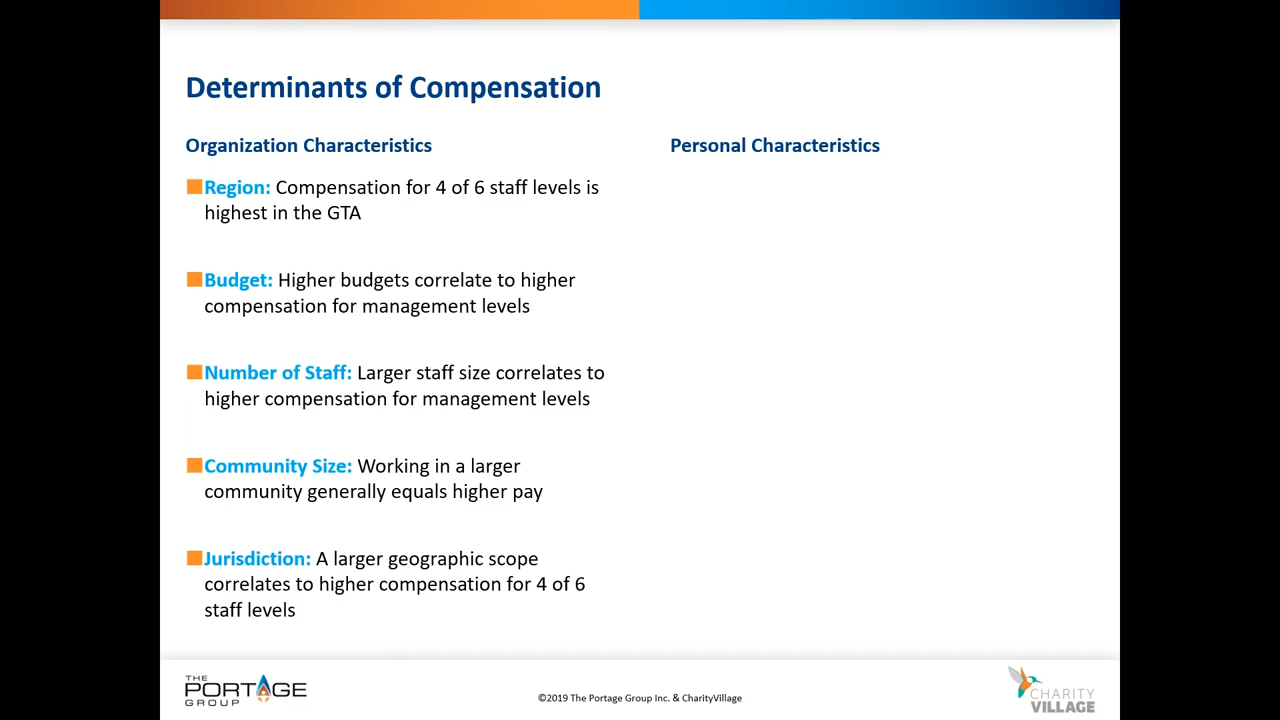 Determinants of Compensation
Organization Characteristics
Region: Compensation for 4 of 6 staff levels is
highest in the GTA
Budget: Higher budgets correlate to higher
compensation for management levels
Number of Staff: Larger staff size correlates to
higher compensation for management levels
Community Size: Working in a larger
community generally equals higher pay
Jurisdiction: A larger geographic scope
correlates to higher compensation for 4 of 6
staff levels
Personal Characteristics
THE
PORTAGE
GROUP
©2019 The Portage Group Inc. & CharityVillage
CHARITY
VILLAGE